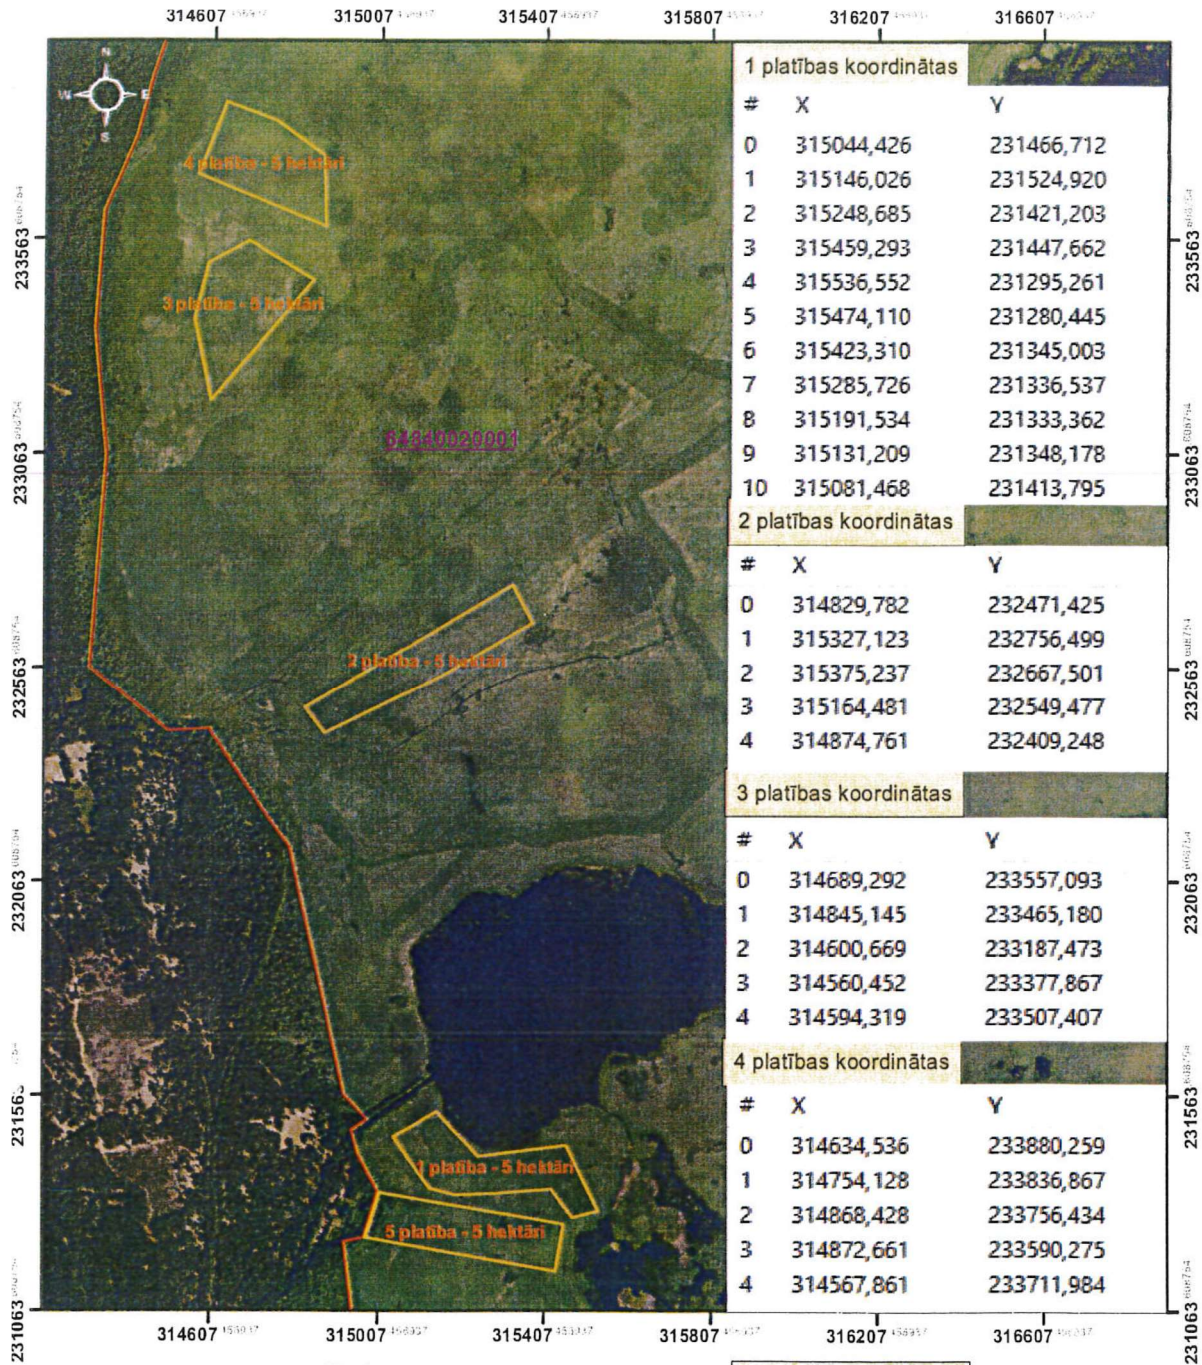 314607 315007 315407 315807 316207 316607
N
W E
S
4 platība - 5 hektāri
233563
3 platība - 5 hektāri
64840020001
233063
2 platība - 5 hektāri
232563
232063
231563
1 platība - 5 hektāri
5 platība - 5 hektāri
231063
1 platības koordinātas
# X Y
0 315044,426 231466,712
1 315146,026 231524,920
2 315248,685 231421,203
3 315459,293 231447,662
4 315536,552 231295,261
5 315474,110 231280,445
6 315423,310 231345,003
7 315285,726 231336,537
8 315191,534 231333,362
9 315131,209 231348,178
10 315081,468 231413,795
2 platības koordinātas
# X Y
0 314829,782 232471,425
1 315327,123 232756,499
2 315375,237 232667,501
3 315164,481 232549,477
4 314874,761 232409,248
3 platības koordinātas
# X Y
0 314689,292 233557,093
1 314845,145 233465,180
2 314600,669 233187,473
3 314560,452 233377,867
4 314594,319 233507,407
4 platības koordinātas
# X Y
0 314634,536 233880,259
1 314754,128 233836,867
2 314868,428 233756,434
3 314872,661 233590,275
4 314567,861 233711,984
233563
233063
232563
232063
231563
231063
314607 315007 315407 315807 316207 316607